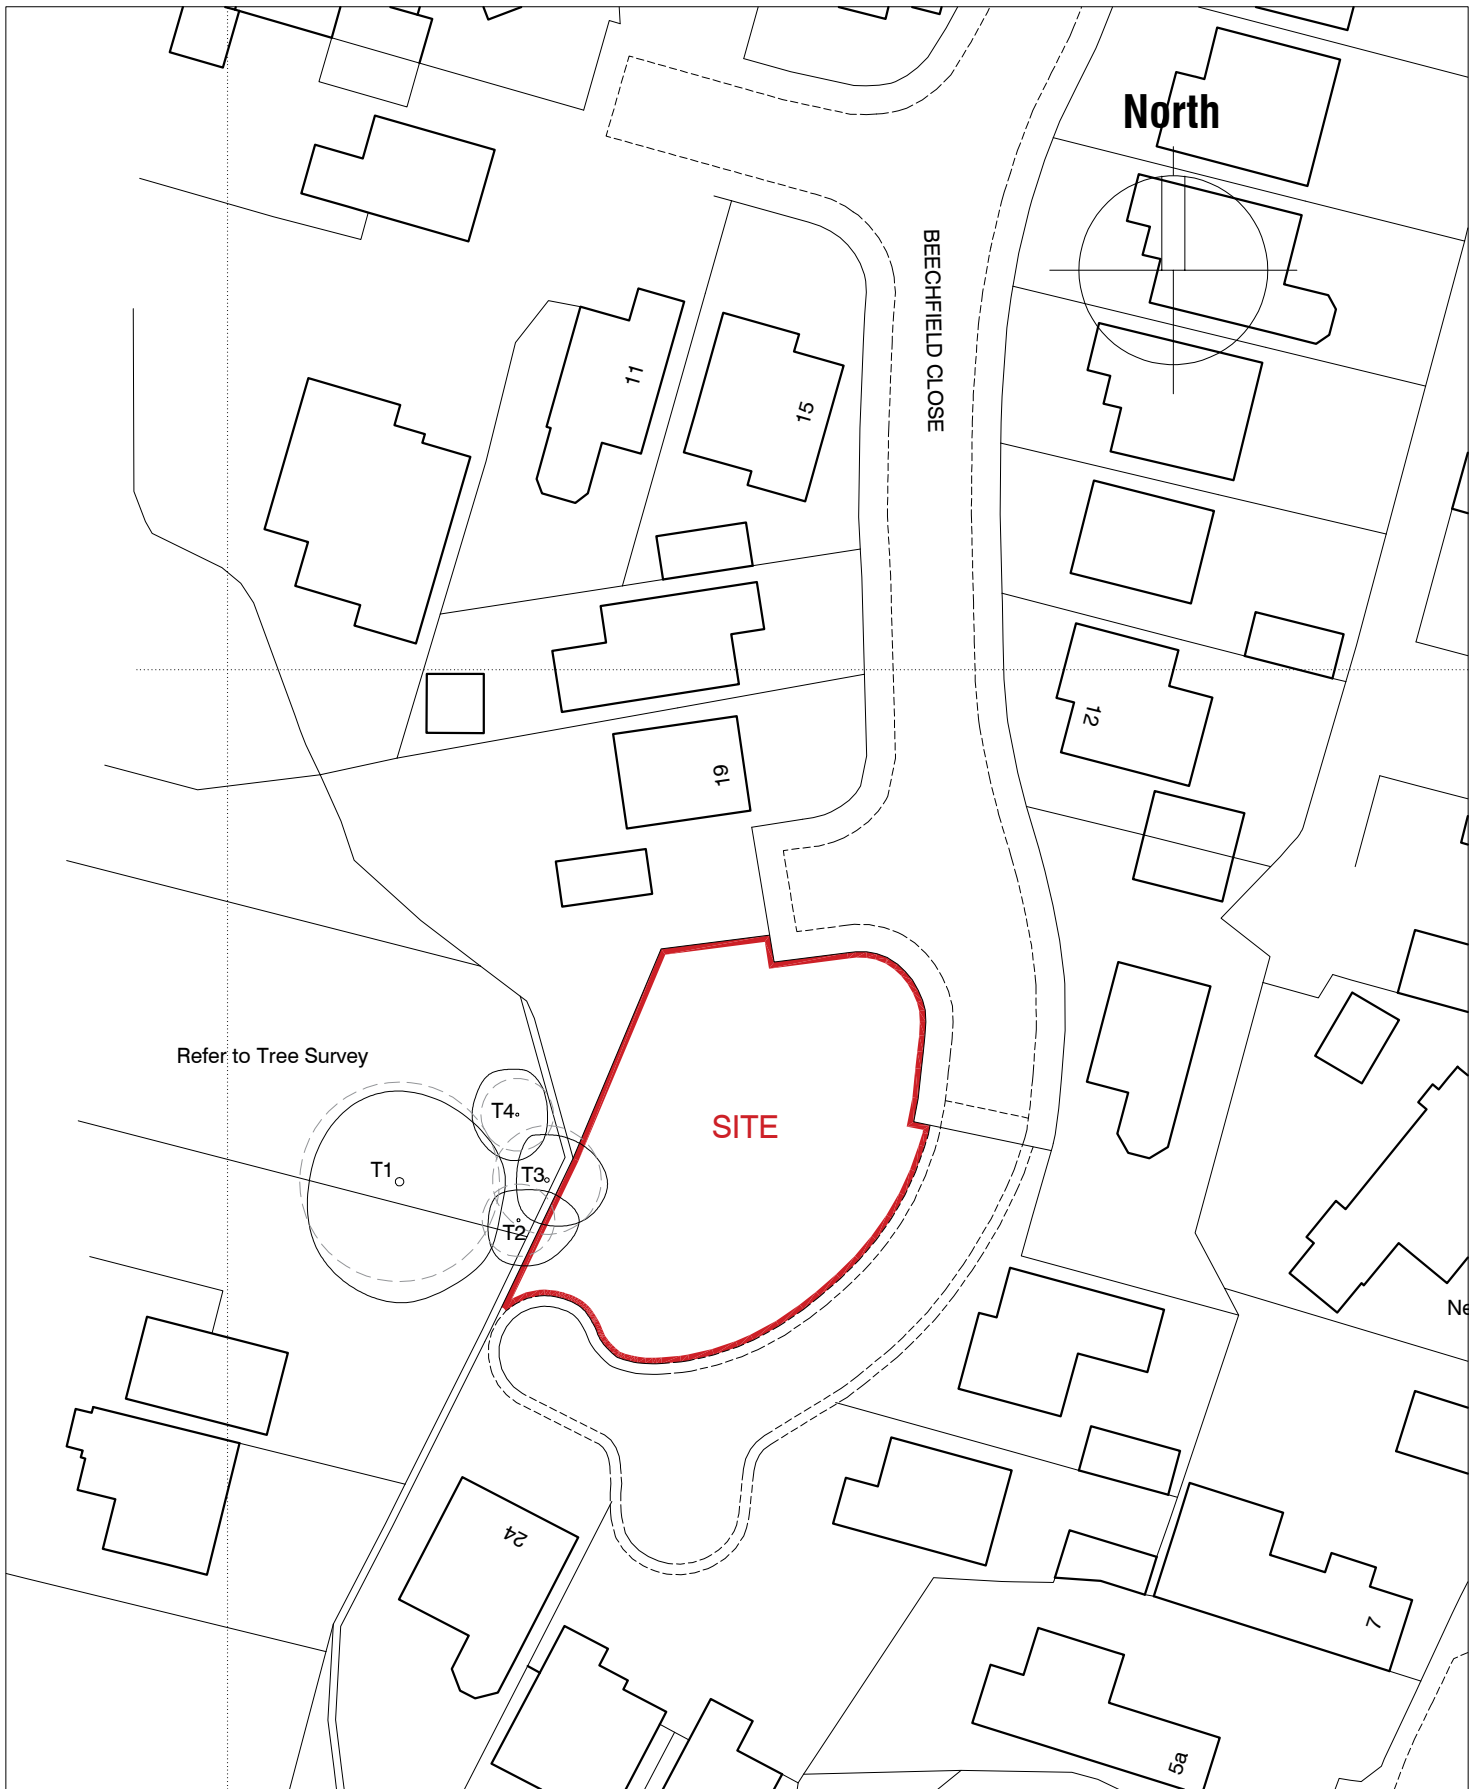 North
BEECHFIELD CLOSE
11
15
12
19
Refer to Tree Survey
T4
SITE
T1
T3
T2
Ne
24
7
5a